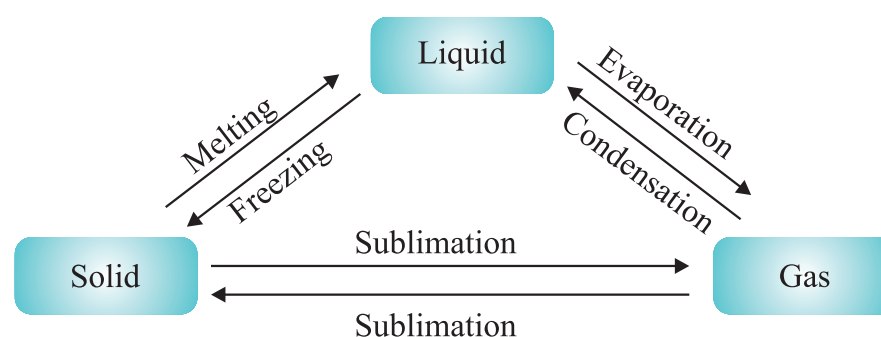 Liquid
Melting
Freezing
Evaporation
Condensation
Solid
Sublimation
Sublimation
Gas